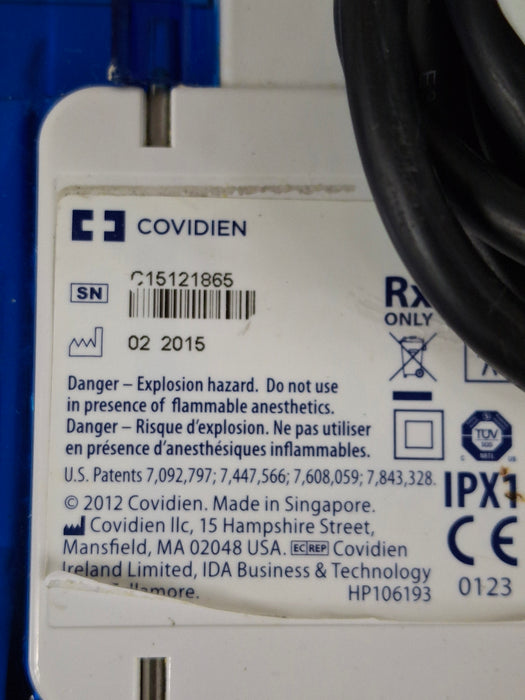 COVIDIEN
SN C15121865
02 2015
Rx
ONLY
Danger – Explosion hazard. Do not use
in presence of flammable anesthetics.
Danger – Risque d'explosion. Ne pas utiliser
en présence d'anesthésiques inflammables.
U.S. Patents 7,092,797; 7,447,566; 7,608,059; 7,843,328.
© 2012 Covidien. Made in Singapore.
Covidien llc, 15 Hampshire Street,
Mansfield, MA 02048 USA. EC REP Covidien
Ireland Limited, IDA Business & Technology
HP106193
TÜV
IPX1
CE
0123